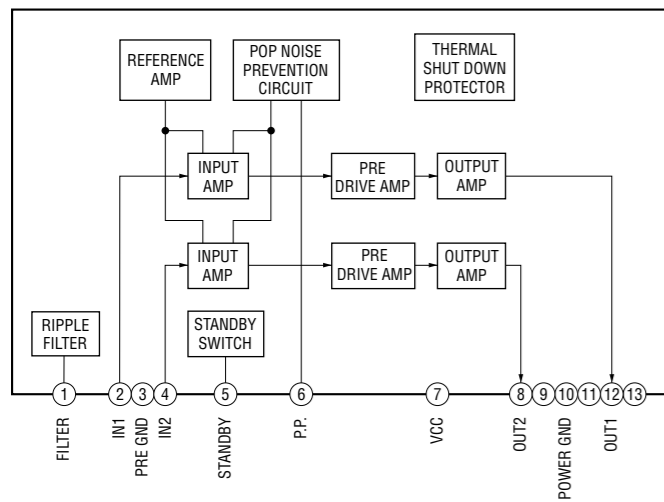 REFERENCE
AMP
POP NOISE
PREVENTION
CIRCUIT
THERMAL
SHUT DOWN
PROTECTOR
INPUT
AMP
PRE
DRIVE AMP
OUTPUT
AMP
INPUT
AMP
PRE
DRIVE AMP
OUTPUT
AMP
RIPPLE
FILTER
STANDBY
SWITCH
1 2 3 4 5 6 7 8 9 10 11 12 13
FILTER
IN1
PRE GND
IN2
STANDBY
P.P.
VCC
OUT2
POWER GND
OUT1